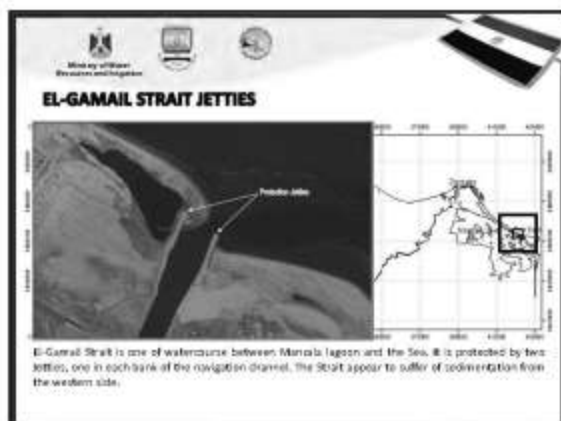 Ministry of Water
Resources and Irrigation
EL-GAMAIL STRAIT JETTIES
Protection Jetties
El-Gamail Strait is one of watercourse between Manzala lagoon and the Sea. It is protected by two
Jetties, one in each bank of the navigation channel. The Strait appear to suffer of sedimentation from
the western side.